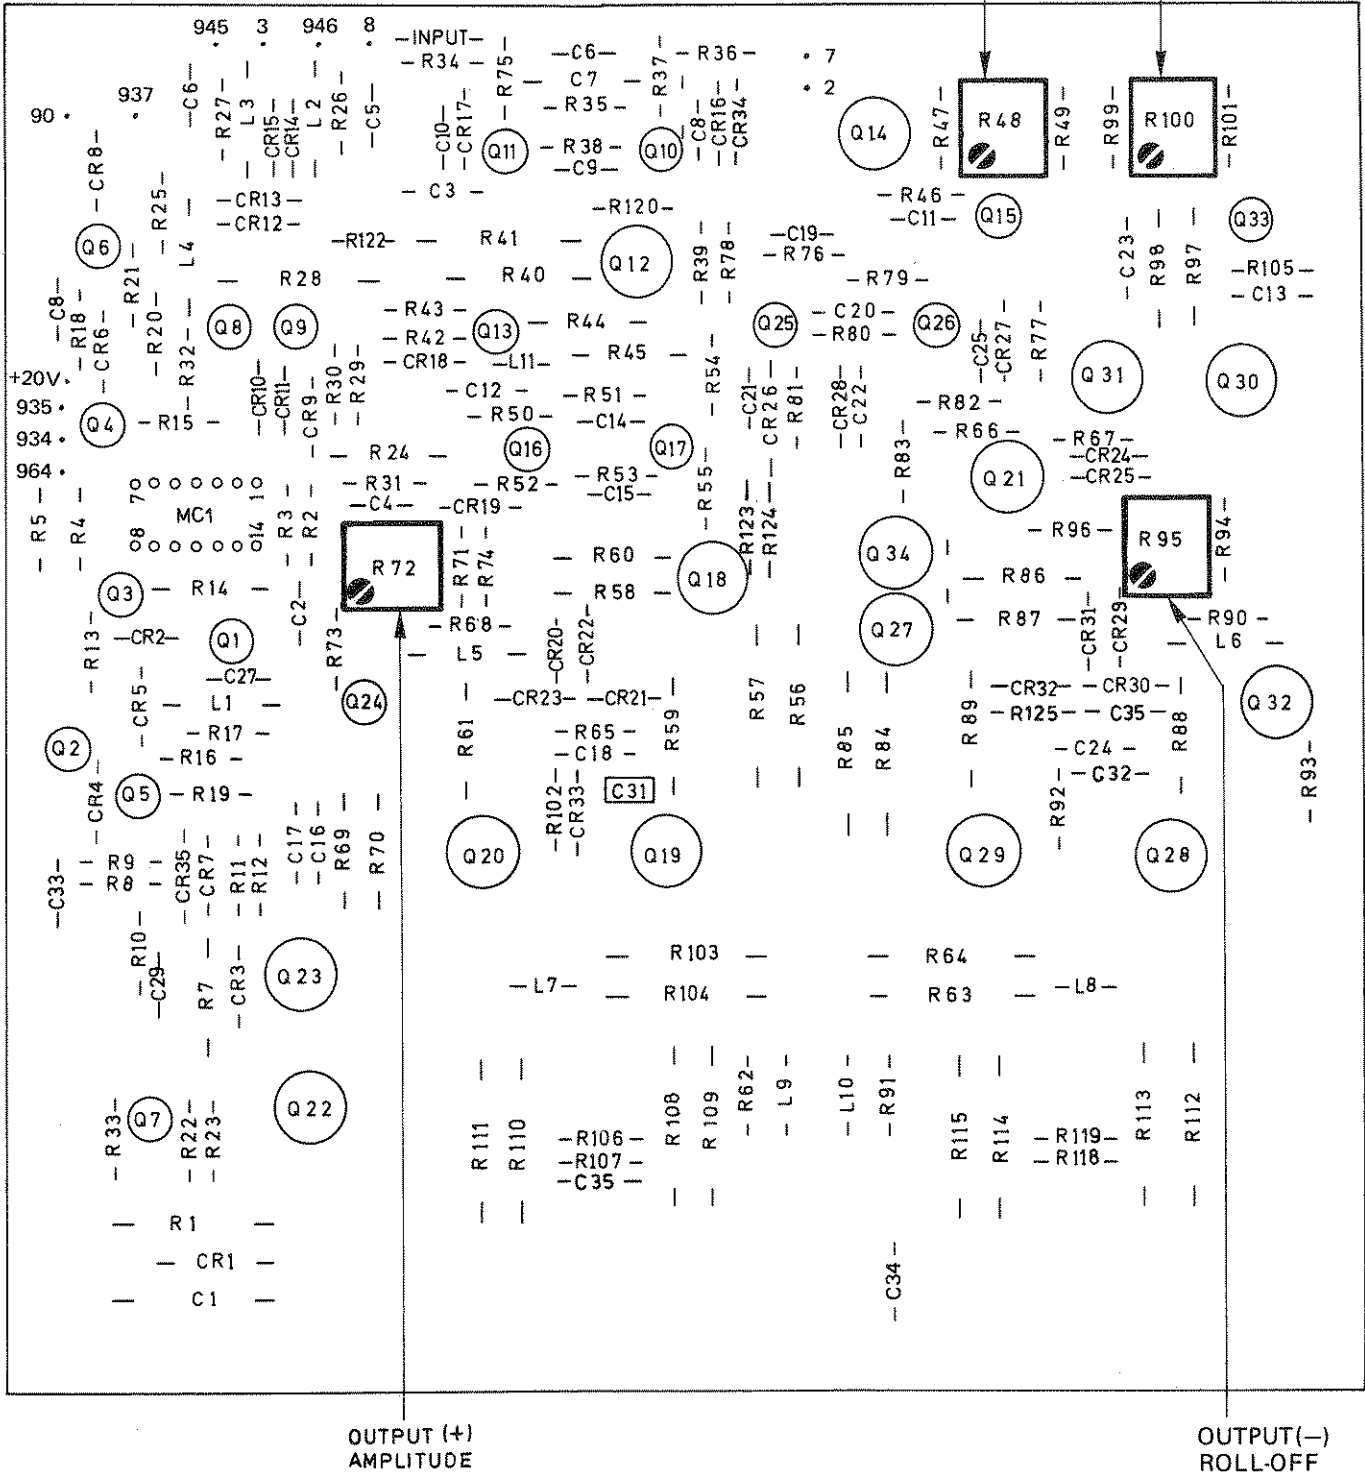 945 3 946 8
-INPUT-
-R34-
-R75-
-C6-
-C7-
-R35-
-R37-
-R36-
• 7
• 2
937
90 •
-C6-
-R27-
-L3-
-CR15-
-CR14-
-L2-
-R26-
-C5-
-C10-
-CR17-
Q11
-R38-
-C9-
Q10
-C8-
-CR16-
-CR34-
Q14
-R47-
R48
-R49-
-R99-
R100
-R101-
-CR8-
-R25-
-CR13-
-CR12-
-C3-
-R120-
-R46-
-C11-
Q15
Q33
Q6
-L4-
-R122-
-R41-
-R40-
Q12
-R39-
-R78-
-C19-
-R76-
-R79-
-C23-
-R98-
-R97-
-R105-
-C13-
-R21-
-R28-
-C8-
-R18-
-CR6-
-R20-
-R32-
Q8
Q9
-R43-
-R42-
-CR18-
Q13
-R44-
-R45-
-L11-
Q25
-C20-
-R80-
Q26
-C25-
-CR27-
-R77-
Q31
Q30
+20V •
935 •
934 •
964 •
Q4
-R15-
-CR10-
-CR11-
-CR9-
-R30-
-R29-
-C12-
-R50-
-R51-
-C14-
-R54-
-C21-
-CR26-
-R81-
-CR28-
-C22-
-R82-
-R66-
-R67-
-CR24-
-CR25-
-R24-
Q16
Q17
-R83-
Q21
-R5-
-R4-
7 1
MC1
8 14
-R3-
-R2-
-R31-
-C4-
-R52-
-CR19-
-R53-
-C15-
-R55-
-R123-
-R124-
-R96-
R95
-R94-
R72
-R71-
-R74-
-R60-
-R58-
Q18
Q34
-R86-
Q3
-R14-
-C2-
-R13-
-CR2-
Q1
-R73-
-R68-
-L5-
-CR20-
-CR22-
Q27
-R87-
-CR31-
-CR29-
-R90-
-L6-
-C27-
-CR5-
-L1-
Q24
-R61-
-CR23-
-CR21-
-R59-
-R57-
-R56-
-R85-
-R84-
-R89-
-CR32-
-CR30-
-R125-
-C35-
-R88-
Q32
Q2
-R17-
-R16-
-R65-
-C18-
-C24-
-C32-
-R93-
-CR4-
Q5
-R19-
-R102-
-CR33-
C31
-R92-
-C17-
-C16-
-R69-
-R70-
Q20
Q19
Q29
Q28
-C33-
-R9-
-R8-
-CR35-
-CR7-
-R11-
-R12-
-R10-
-C29-
-R7-
-CR3-
Q23
-R103-
-R104-
-L7-
-R64-
-R63-
-L8-
Q22
-R33-
Q7
-R22-
-R23-
-R111-
-R110-
-R106-
-R107-
-C35-
-R108-
-R109-
-R62-
-L9-
-L10-
-R91-
-R115-
-R114-
-R119-
-R118-
-R113-
-R112-
-R1-
-CR1-
-C1-
-C34-
OUTPUT (+)
AMPLITUDE
OUTPUT(−)
ROLL-OFF